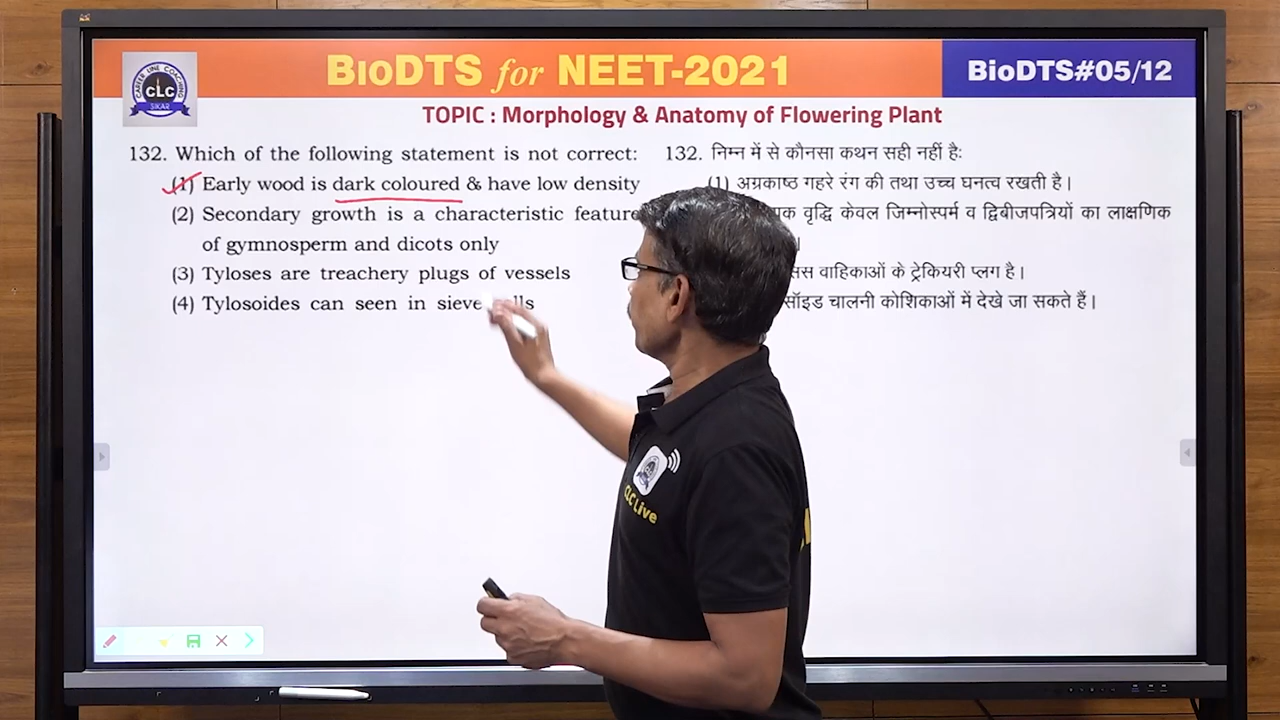 BIODTS for NEET-2021
BioDTS#05/12
CAREER LINE COACHING
CLC
SIKAR
TOPIC : Morphology & Anatomy of Flowering Plant
132. Which of the following statement is not correct:
(1) Early wood is dark coloured & have low density
(2) Secondary growth is a characteristic feature
of gymnosperm and dicots only
(3) Tyloses are treachery plugs of vessels
(4) Tylosoides can seen in sieve
132. निम्न में से कौनसा कथन सही नहीं है:
(1) अग्रकाष्ठ गहरे रंग की तथा उच्च घनत्व रखती है।
वृद्धि केवल जिम्नोस्पर्म व द्विबीजपत्रियों का लाक्षणिक
वाहिकाओं के ट्रेकियरी प्लग है।
चालनी कोशिकाओं में देखे जा सकते हैं।
CLC Live